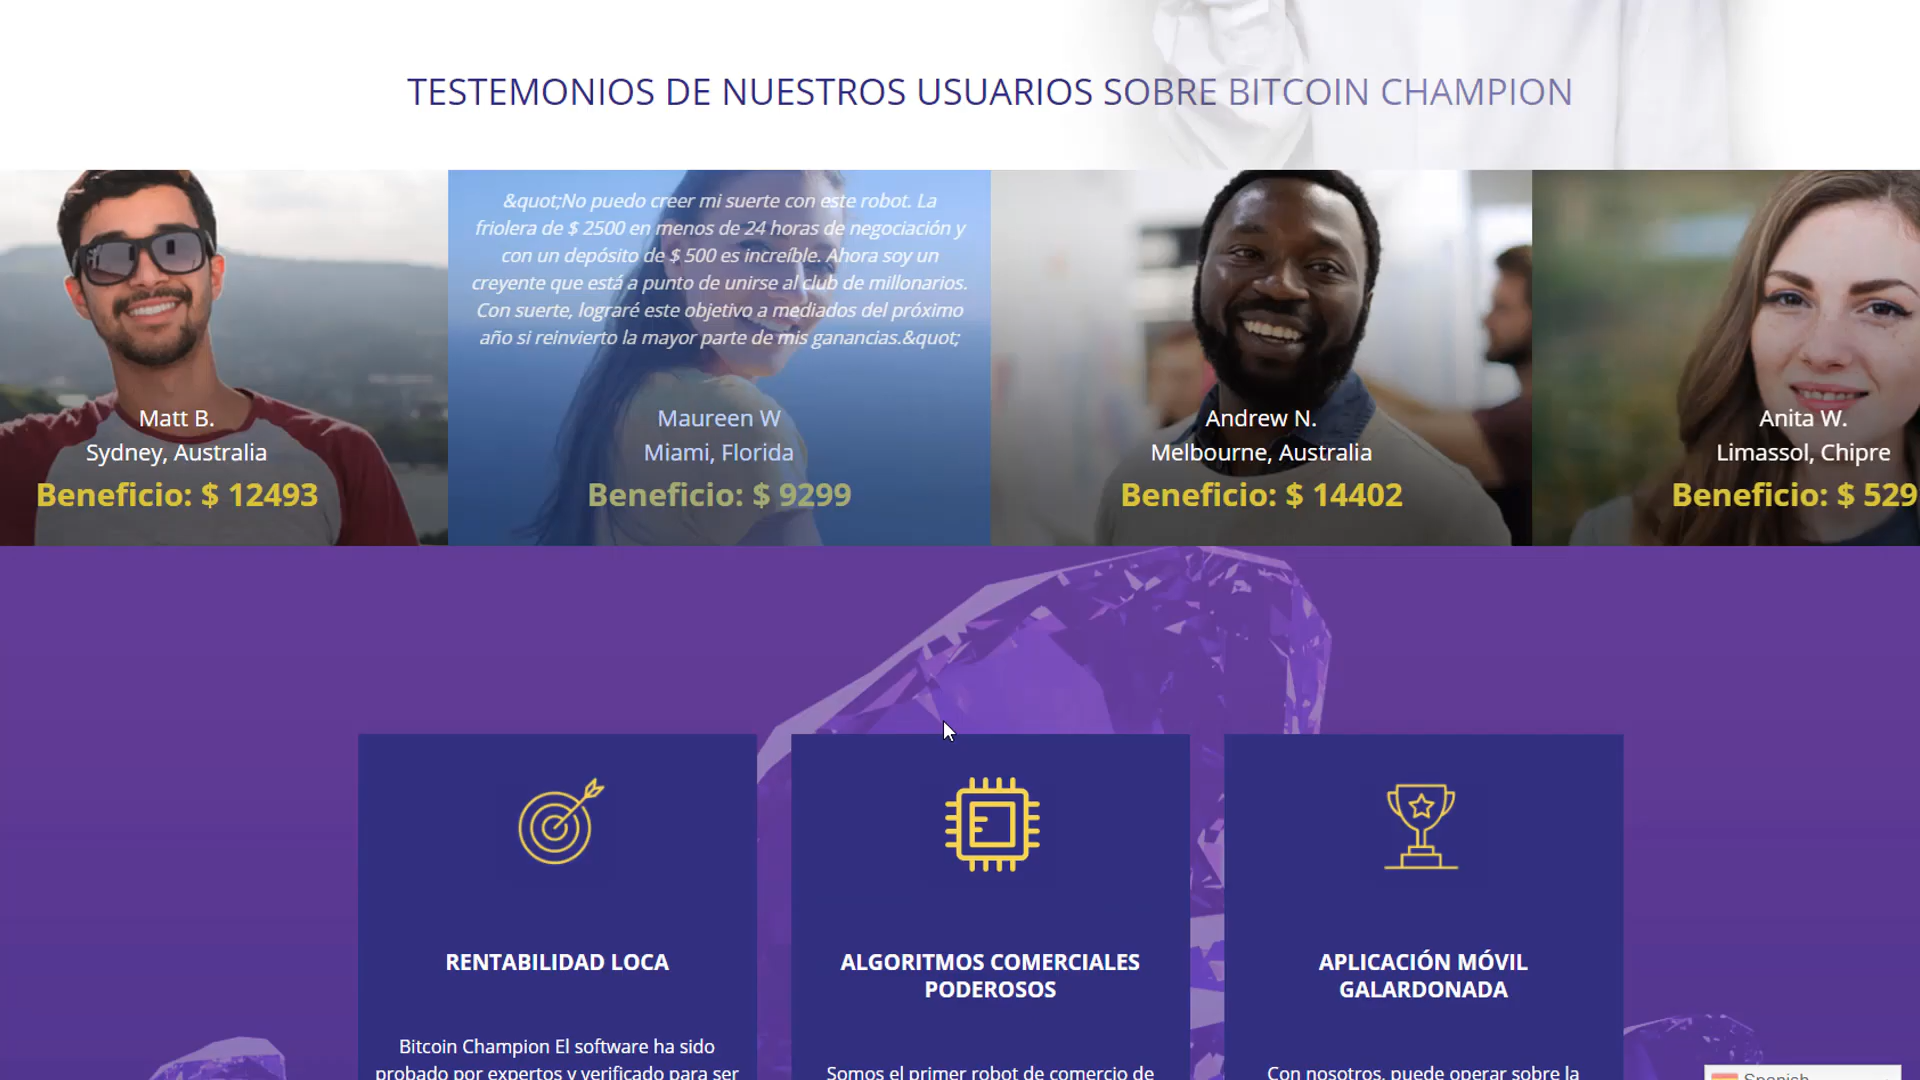 TESTEMONIOS DE NUESTROS USUARIOS SOBRE BITCOIN CHAMPION
&quot;No puedo creer mi suerte con este robot. La
friolera de $ 2500 en menos de 24 horas de negociación y
con un depósito de $ 500 es increíble. Ahora soy un
creyente que está a punto de unirse al club de millonarios.
Con suerte, lograré este objetivo a mediados del próximo
año si reinvierto la mayor parte de mis ganancias.&quot;
Matt B.
Sydney, Australia
Beneficio: $ 12493
Maureen W
Miami, Florida
Beneficio: $ 9299
Andrew N.
Melbourne, Australia
Beneficio: $ 14402
Anita W.
Limassol, Chipre
Beneficio: $ 529
RENTABILIDAD LOCA
Bitcoin Champion El software ha sido
probado por expertos y verificado para ser
ALGORITMOS COMERCIALES
PODEROSOS
Somos el primer robot de comercio de
APLICACIÓN MÓVIL
GALARDONADA
Con nosotros, puede operar sobre la
Spanish